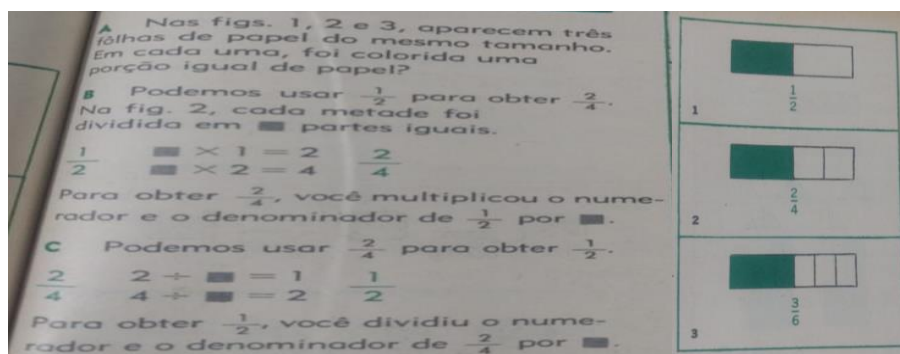 A Nas figs. 1, 2 e 3, aparecem três
fôlhas de papel do mesmo tamanho.
Em cada uma, foi colorida uma
porção igual de papel?
B Podemos usar 1/2 para obter 2/4.
Na fig. 2, cada metade foi
dividida em ■ partes iguais.
1/2 ■ × 1 = 2 2/4
■ × 2 = 4
Para obter 2/4, você multiplicou o nume-
rador e o denominador de 1/2 por ■.
C Podemos usar 2/4 para obter 1/2.
2/4 2 ÷ ■ = 1 1/2
4 ÷ ■ = 2
Para obter 1/2, você dividiu o nume-
rador e o denominador de 2/4 por ■.
1/2
1
2/4
2
3/6
3